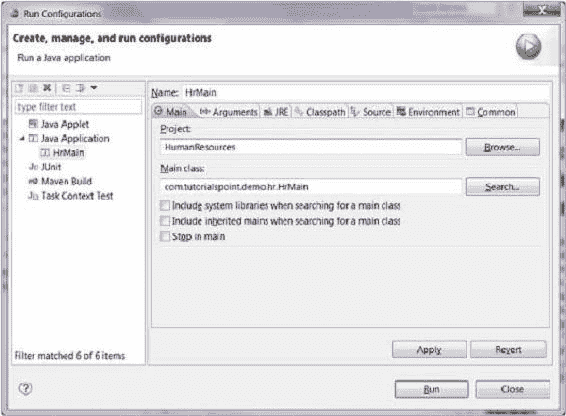 Run Configurations
Create, manage, and run configurations
Run a Java application
type filter text
Java Applet
Java Application
HrMain
JUnit
Maven Build
Task Context Test
Filter matched 6 of 6 items
Name: HrMain
Main Arguments JRE Classpath Source Environment Common
Project:
HumanResources
Browse...
Main class:
com.tutorialspoint.demo.hr.HrMain
Search...
Include system libraries when searching for a main class
Include inherited mains when searching for a main class
Stop in main
Apply Revert
Run Close